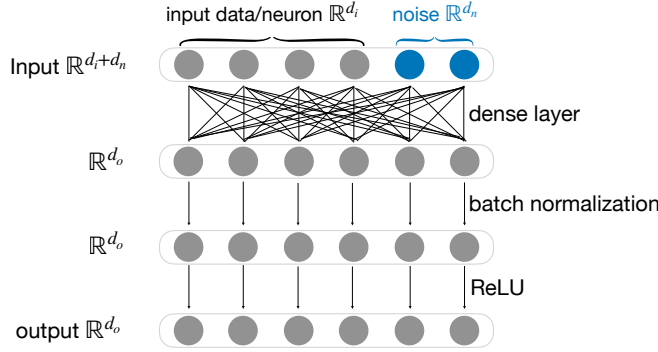 input data/neuron ℝ^{d_i} noise ℝ^{d_n}
Input ℝ^{d_i+d_n}
dense layer
ℝ^{d_o}
batch normalization
ℝ^{d_o}
ReLU
output ℝ^{d_o}